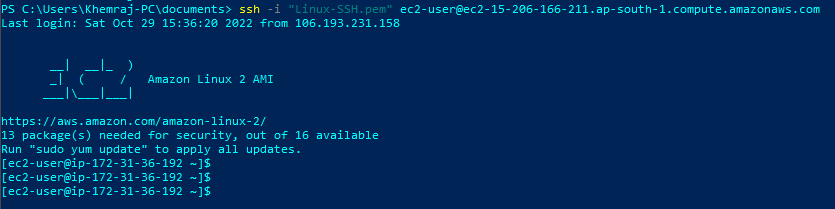 PS C:\Users\Khemraj-PC\documents> ssh -i "Linux-SSH.pem" ec2-user@ec2-15-206-166-211.ap-south-1.compute.amazonaws.com
Last login: Sat Oct 29 15:36:20 2022 from 106.193.231.158

       __|  __|_  )
       _|  (     /   Amazon Linux 2 AMI
      ___|\___|___|

https://aws.amazon.com/amazon-linux-2/
13 package(s) needed for security, out of 16 available
Run "sudo yum update" to apply all updates.
[ec2-user@ip-172-31-36-192 ~]$
[ec2-user@ip-172-31-36-192 ~]$
[ec2-user@ip-172-31-36-192 ~]$